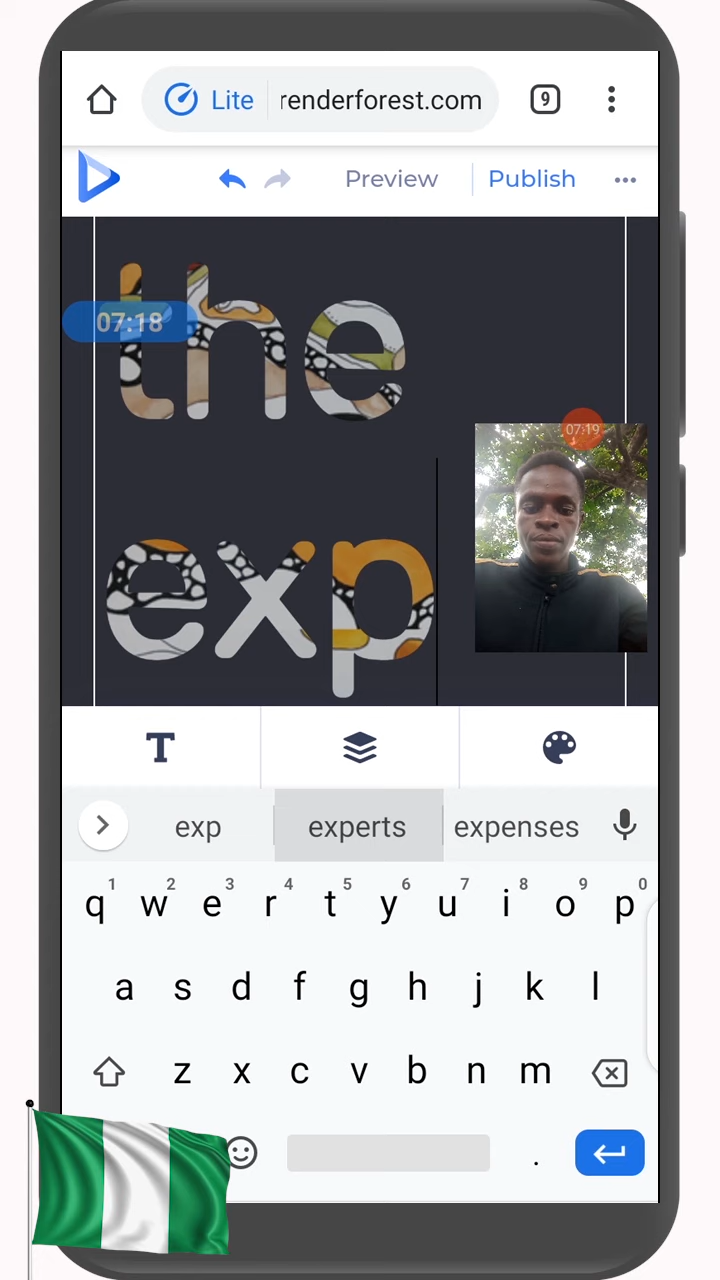 Lite renderforest.com 9
Preview Publish
the
07:18
07:19
exp
T
exp experts expenses
1 2 3 4 5 6 7 8 9 0
q w e r t y u i o p
a s d f g h j k l
z x c v b n m
.